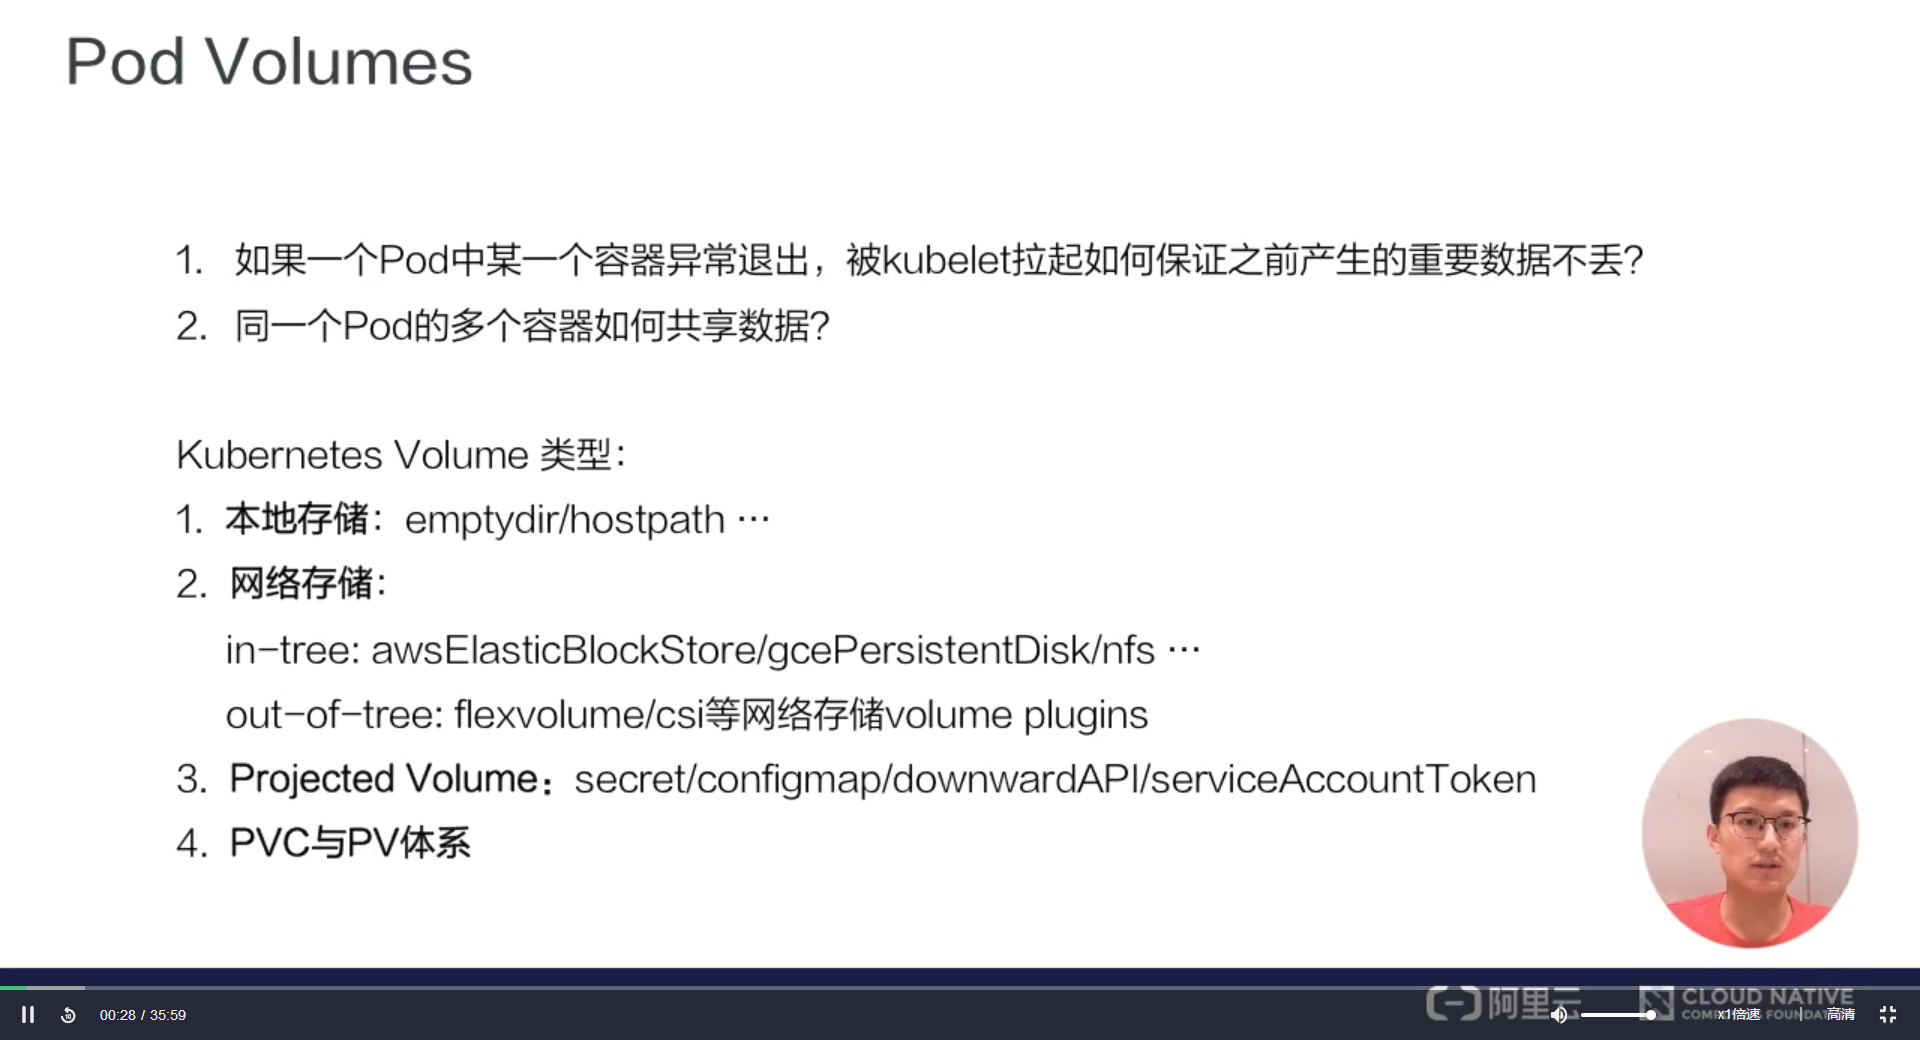 Pod Volumes
1. 如果一个Pod中某一个容器异常退出，被kubelet拉起如何保证之前产生的重要数据不丢？
2. 同一个Pod的多个容器如何共享数据？
Kubernetes Volume 类型：
1. 本地存储：emptydir/hostpath …
2. 网络存储：
in-tree: awsElasticBlockStore/gcePersistentDisk/nfs …
out-of-tree: flexvolume/csi等网络存储volume plugins
3. Projected Volume：secret/configmap/downwardAPI/serviceAccountToken
4. PVC与PV体系
阿里云
CLOUD NATIVE
10
00:28 / 35:59
x1倍速
高清